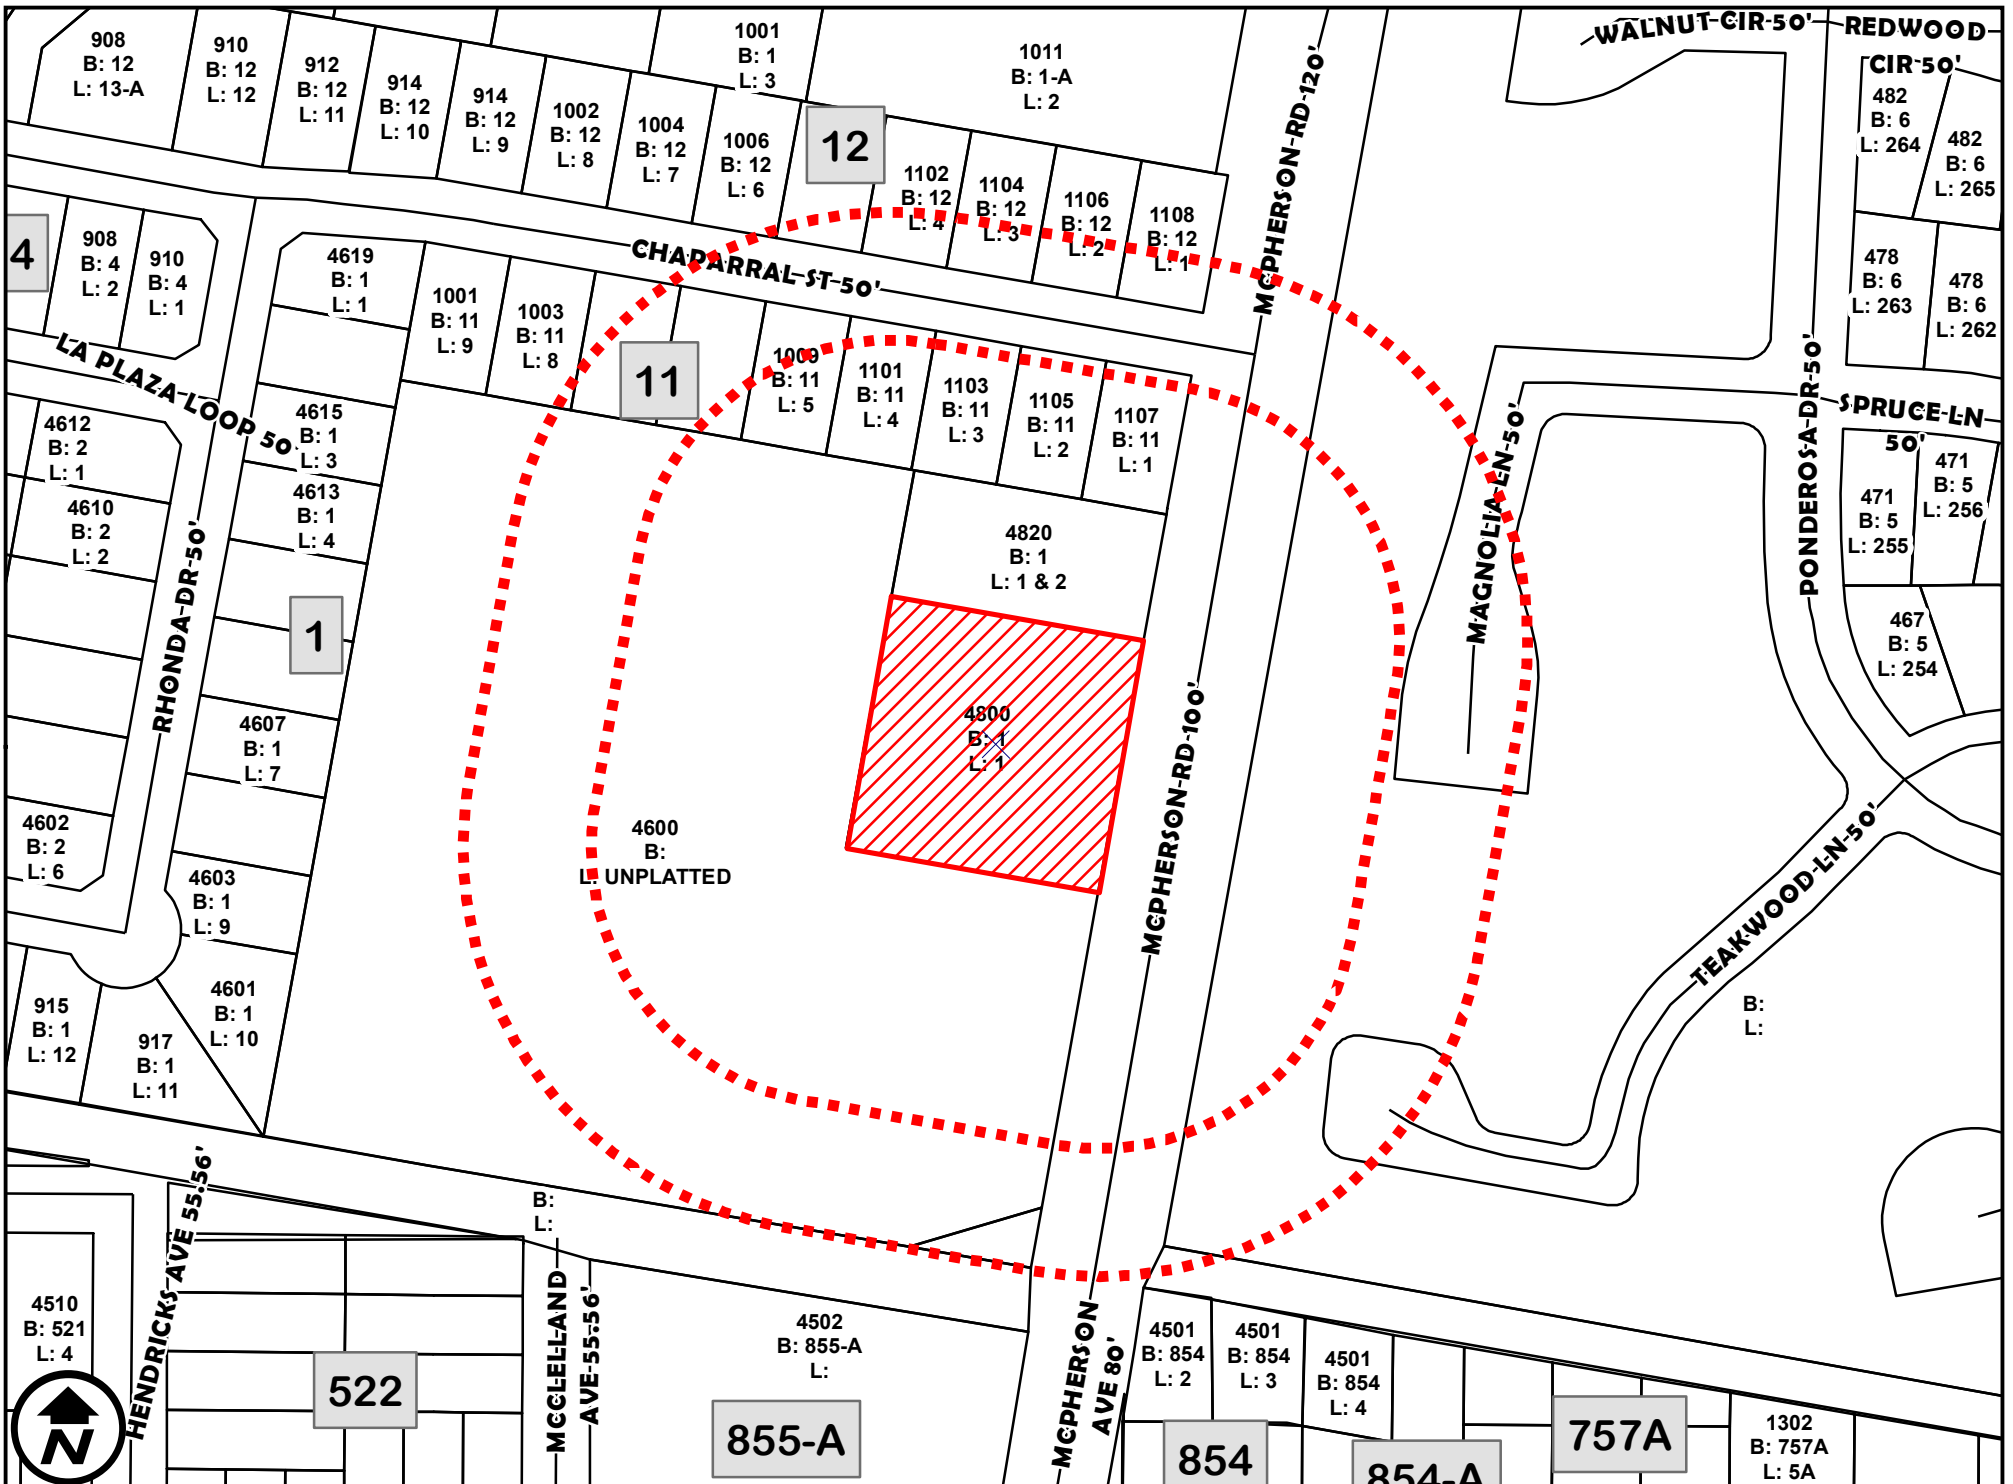 908
B: 12
L: 13-A
910
B: 12
L: 12
912
B: 12
L: 11
914
B: 12
L: 10
914
B: 12
L: 9
1002
B: 12
L: 8
1004
B: 12
L: 7
1006
B: 12
L: 6
1001
B: 1
L: 3
1011
B: 1-A
L: 2
12
1102
B: 12
L: 4
1104
B: 12
L: 3
1106
B: 12
L: 2
1108
B: 12
L: 1
MCPHERSON RD 120'
WALNUT CIR 50'
REDWOOD
CIR 50'
482
B: 6
L: 264
482
B: 6
L: 265
478
B: 6
L: 263
478
B: 6
L: 262
4
908
B: 4
L: 2
910
B: 4
L: 1
4619
B: 1
L: 1
CHAPARRAL ST 50'
1001
B: 11
L: 9
1003
B: 11
L: 8
11
1009
B: 11
L: 5
1101
B: 11
L: 4
1103
B: 11
L: 3
1105
B: 11
L: 2
1107
B: 11
L: 1
LA PLAZA LOOP 50'
4612
B: 2
L: 1
4615
B: 1
L: 3
4610
B: 2
L: 2
4613
B: 1
L: 4
RHONDA DR 50'
1
4607
B: 1
L: 7
4602
B: 2
L: 6
4603
B: 1
L: 9
4601
B: 1
L: 10
915
B: 1
L: 12
917
B: 1
L: 11
4820
B: 1
L: 1 & 2
4800
B: 1
L: 1
4600
B:
L: UNPLATTED
MCPHERSON RD 100'
MAGNOLIA LN 50'
PONDEROSA DR 50'
SPRUCE LN
50'
471
B: 5
L: 255
471
B: 5
L: 256
467
B: 5
L: 254
TEAKWOOD LN 50'
B:
L:
B:
L:
HENDRICKS AVE 55.56'
4510
B: 521
L: 4
N
522
MCCLELLAND
AVE 55.56'
4502
B: 855-A
L:
855-A
MCPHERSON
AVE 80'
4501
B: 854
L: 2
4501
B: 854
L: 3
4501
B: 854
L: 4
854
854-A
757A
1302
B: 757A
L: 5A